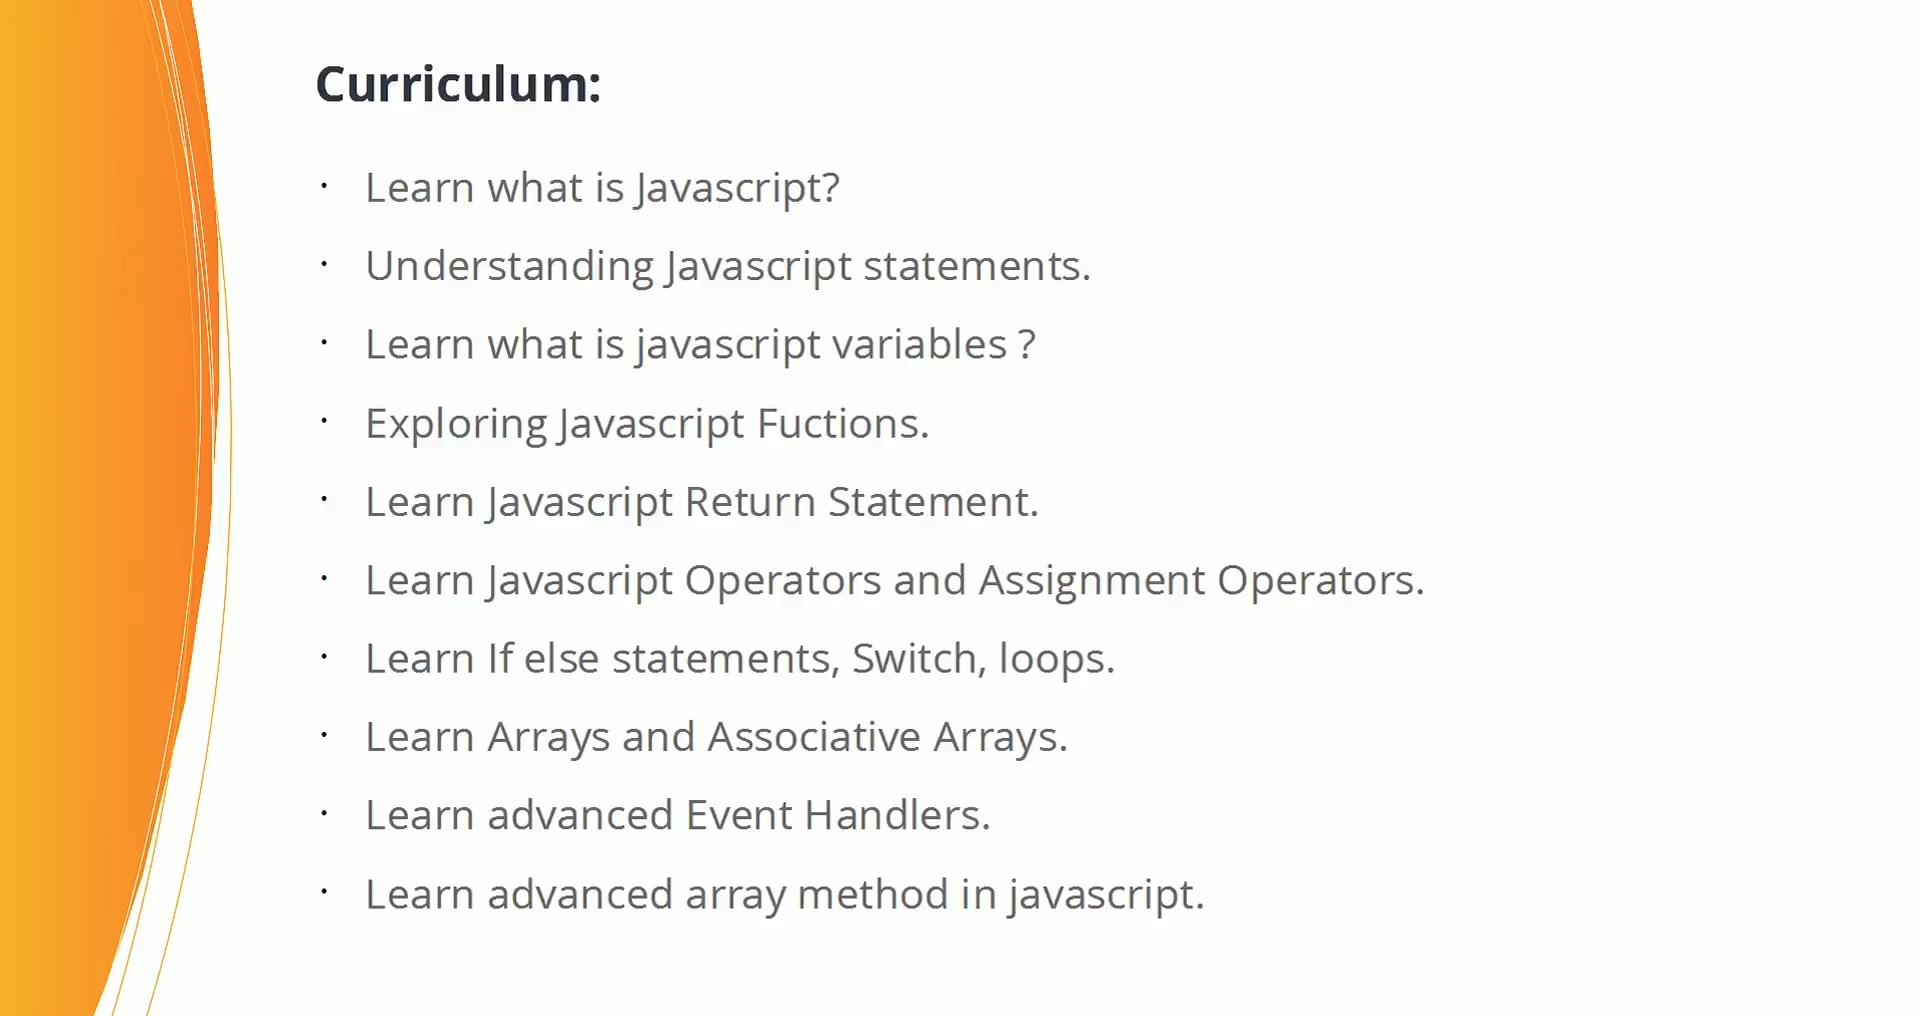 Curriculum:
· Learn what is Javascript?
· Understanding Javascript statements.
· Learn what is javascript variables ?
· Exploring Javascript Fuctions.
· Learn Javascript Return Statement.
· Learn Javascript Operators and Assignment Operators.
· Learn If else statements, Switch, loops.
· Learn Arrays and Associative Arrays.
· Learn advanced Event Handlers.
· Learn advanced array method in javascript.